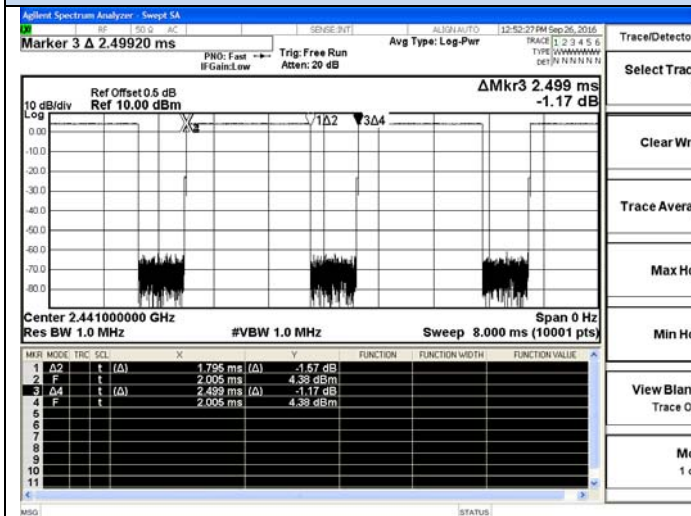 Agilent Spectrum Analyzer - Swept SA
RF 50 Ω AC SENSE:INT ALIGN AUTO 12:52:27 PM Sep 26, 2016
Marker 3 Δ 2.49920 ms
PNO: Fast
IFGain:Low
Trig: Free Run
Atten: 20 dB
Avg Type: Log-Pwr
TRACE 1 2 3 4 5 6
TYPE
DET N N N N N N
Trace/Detecto
Select Trac
Clear Wr
Trace Avera
Max Ho
Min Ho
View Blan
Trace O
Mo
1 o
Ref Offset 0.5 dB
Ref 10.00 dBm
10 dB/div
Log
ΔMkr3 2.499 ms
-1.17 dB
1Δ2
3Δ4
0.00
-10.0
-20.0
-30.0
-40.0
-50.0
-60.0
-70.0
-80.0
Center 2.441000000 GHz
Span 0 Hz
Res BW 1.0 MHz
#VBW 1.0 MHz
Sweep 8.000 ms (10001 pts)
MKR MODE TRC SCL X Y FUNCTION FUNCTION WIDTH FUNCTION VALUE
1 Δ2 t (Δ) 1.795 ms (Δ) -1.57 dB
2 F t 2.005 ms 4.38 dBm
3 Δ4 t (Δ) 2.499 ms (Δ) -1.17 dB
4 F t 2.005 ms 4.38 dBm
5
6
7
8
9
10
11
MSG STATUS